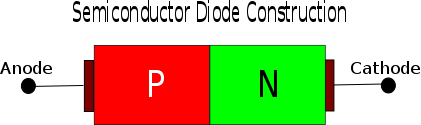 Semiconductor Diode Construction
Anode
P
N
Cathode